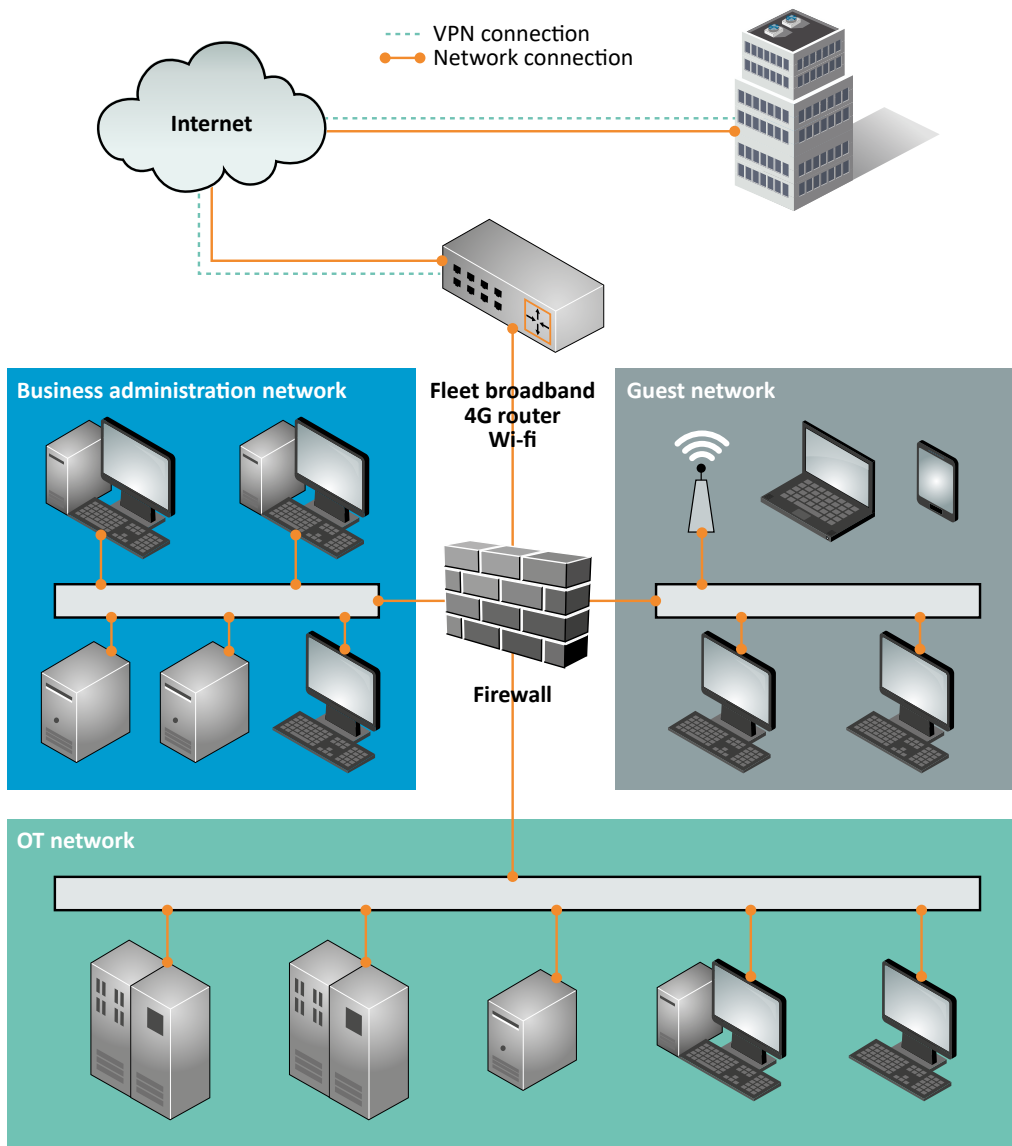 VPN connection
Network connection
Internet
Business administration network
Fleet broadband
4G router
Wi-fi
Guest network
Firewall
OT network